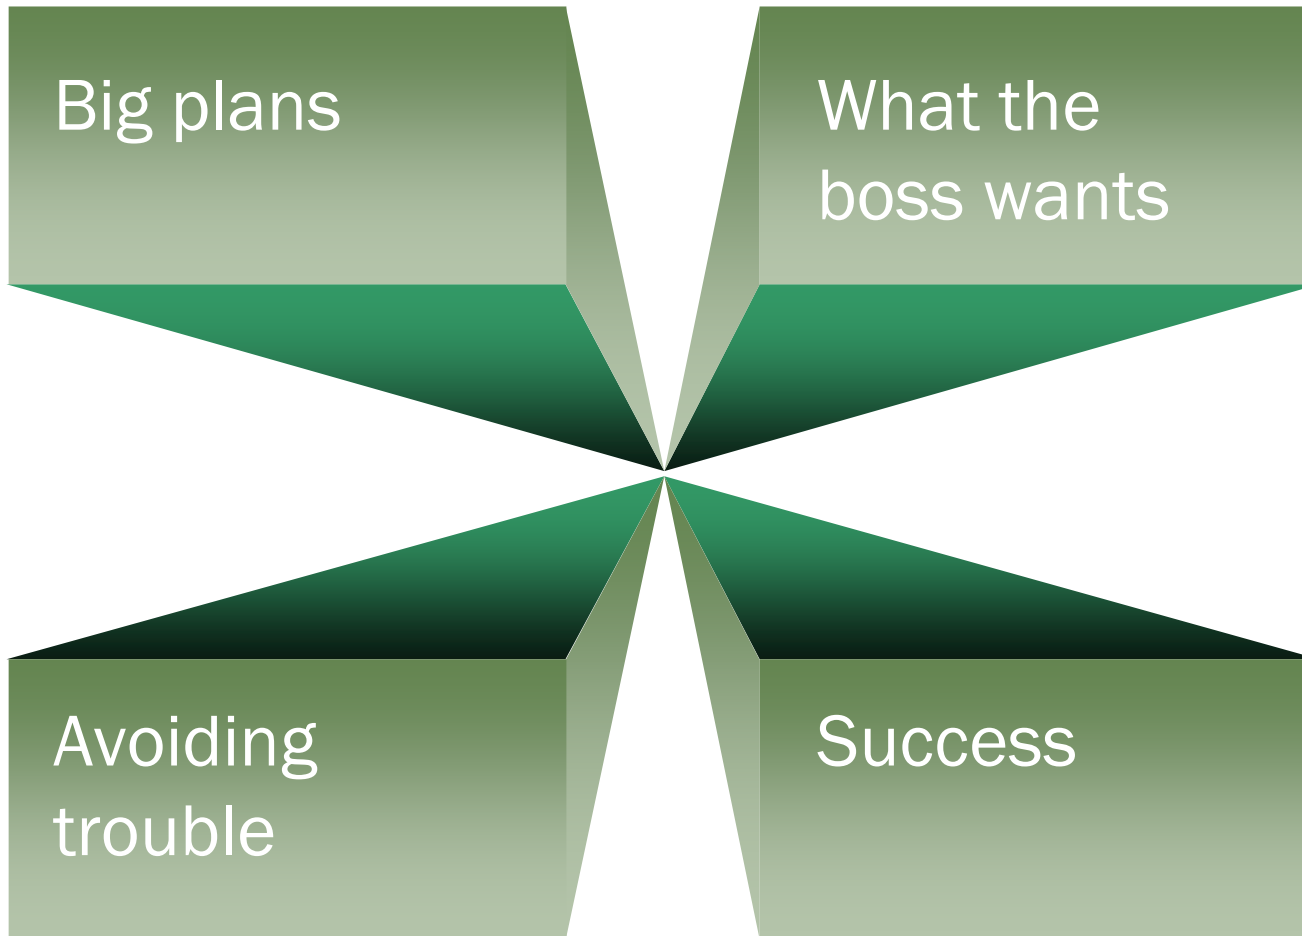 Big plans
What the
boss wants
Avoiding
trouble
Success